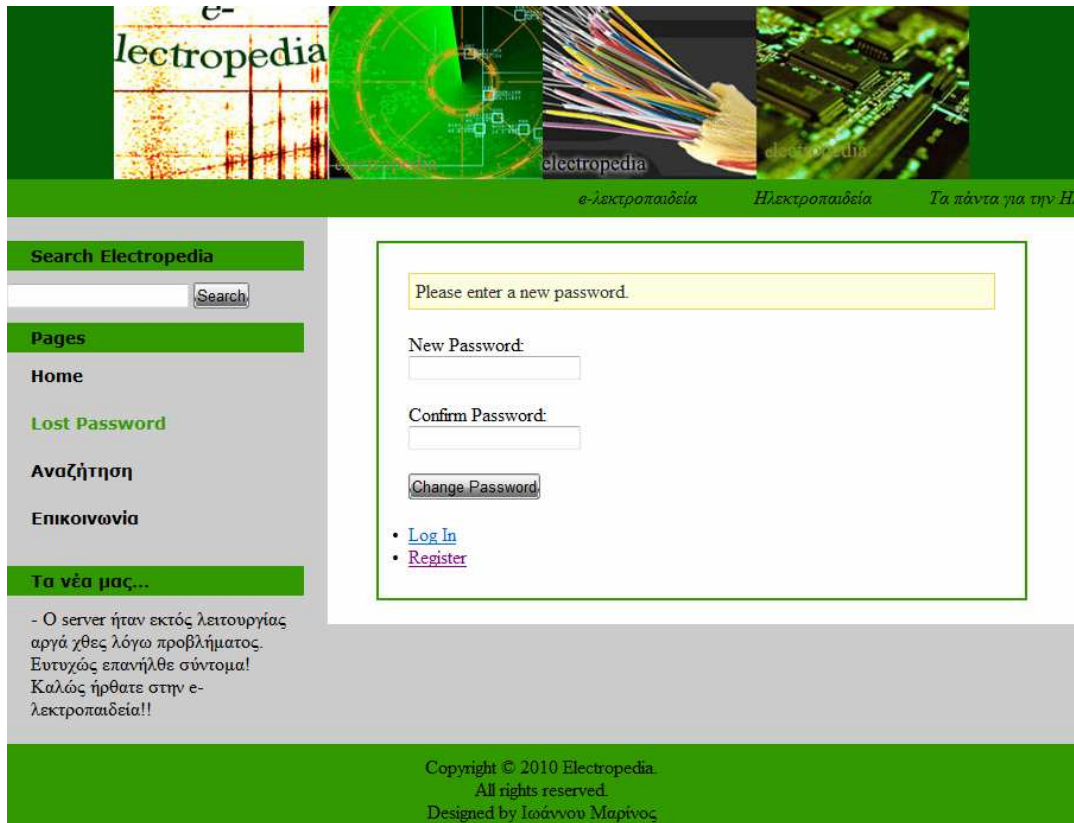 e-
lectropedia
electropedia
electropedia
electropedia
e-λεκτροπαιδεία Ηλεκτροπαιδεία Τα πάντα για την
Search Electropedia
Search
Pages
Home
Lost Password
Αναζήτηση
Επικοινωνία
Τα νέα μας...
- Ο server ήταν εκτός λειτουργίας
αργά χθες λόγω προβλήματος.
Ευτυχώς επανήλθε σύντομα!
Καλώς ήρθατε στην e-
λεκτροπαιδεία!!
Please enter a new password.
New Password:
Confirm Password:
Change Password
• Log In
• Register
Copyright © 2010 Electropedia.
All rights reserved.
Designed by Ιωάννου Μαρίνος